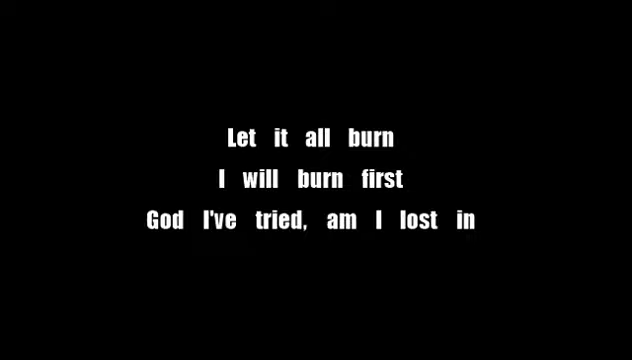 Let it all burn
I will burn first
God I've tried, am I lost in